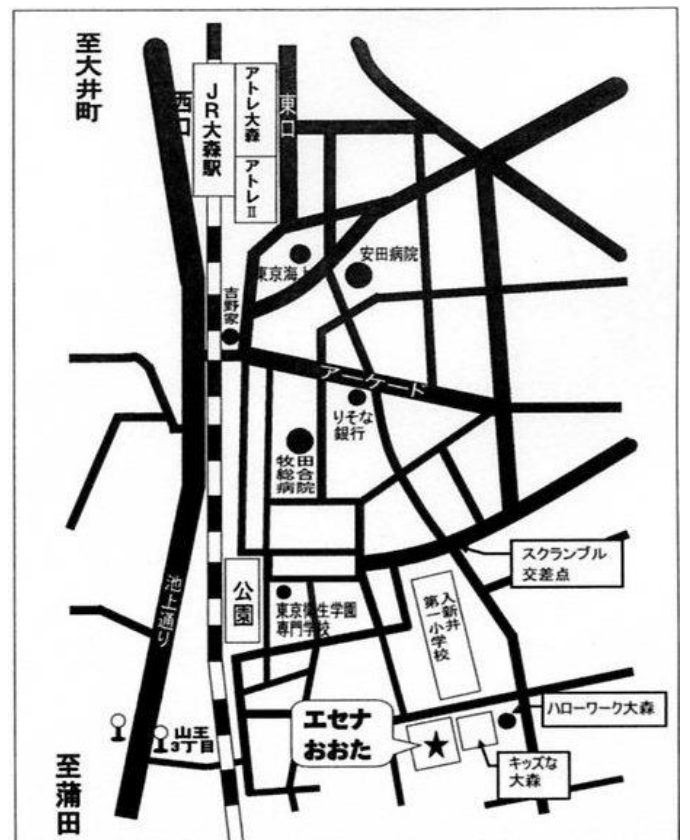 至大井町
西口
JR大森駅
アトレ大森
アトレⅡ
東口
東京海上
安田病院
吉野家
アーケード
りそな
銀行
牧田
総合
病院
スクランブル
交差点
池上通り
公園
東京衛生学園
専門学校
入新井
第一小学校
ハローワーク大森
エセナ
おおた
キッズな
大森
山王
3丁目
至蒲田